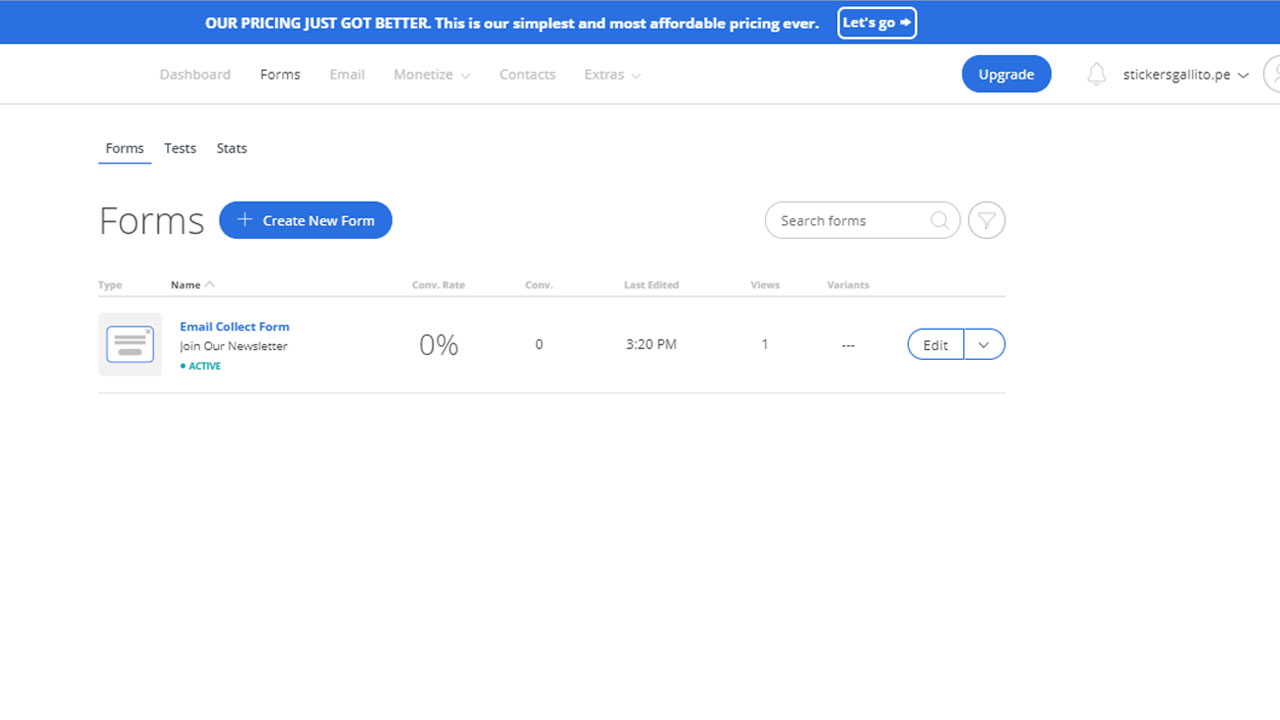 OUR PRICING JUST GOT BETTER. This is our simplest and most affordable pricing ever. Let's go
Dashboard Forms Email Monetize Contacts Extras Upgrade stickersgallito.pe
Forms Tests Stats
Forms Create New Form Search forms
Type Name Conv. Rate Conv. Last Edited Views Variants
Email Collect Form
Join Our Newsletter
ACTIVE
0% 0 3:20 PM 1 --- Edit